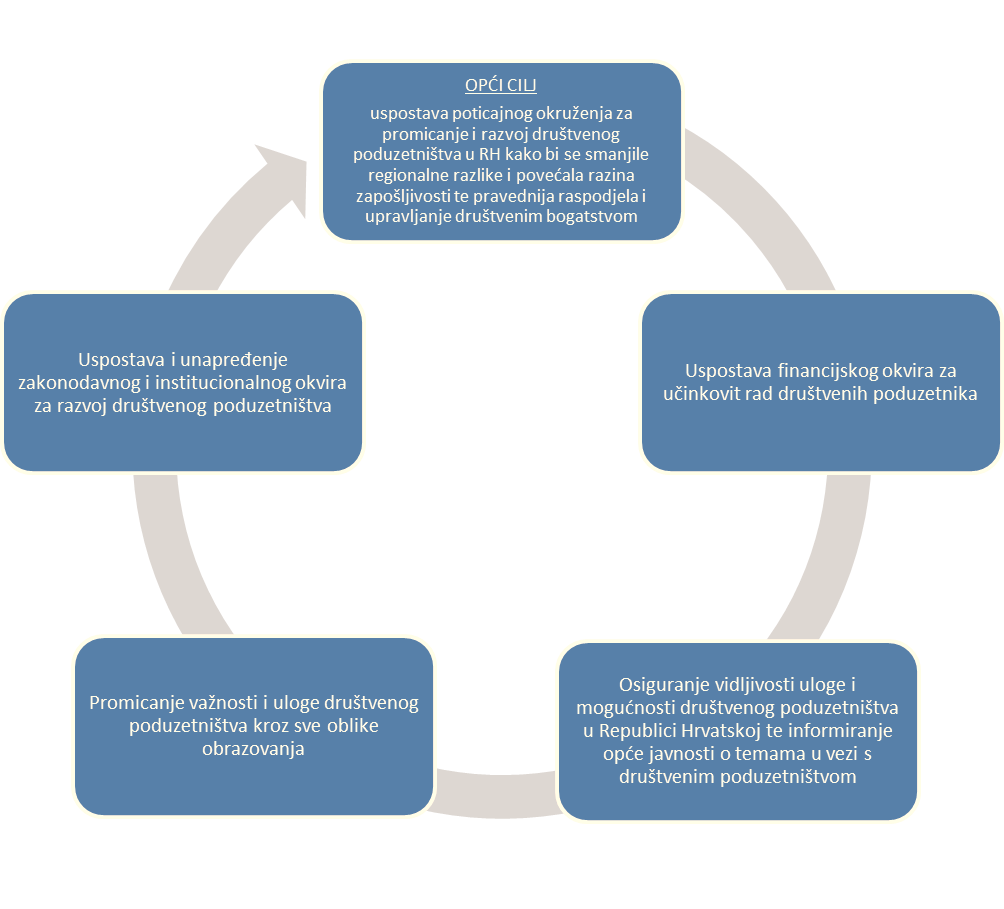 OPĆI CILJ
uspostava poticajnog okruženja za
promicanje i razvoj društvenog
poduzetništva u RH kako bi se smanjile
regionalne razlike i povećala razina
zapošljivosti te pravednija raspodjela i
upravljanje društvenim bogatstvom
Uspostava financijskog okvira za
učinkovit rad društvenih poduzetnika
Osiguranje vidljivosti uloge i
mogućnosti društvenog poduzetništva
u Republici Hrvatskoj te informiranje
opće javnosti o temama u vezi s
društvenim poduzetništvom
Promicanje važnosti i uloge društvenog
poduzetništva kroz sve oblike
obrazovanja
Uspostava i unapređenje
zakonodavnog i institucionalnog okvira
za razvoj društvenog poduzetništva